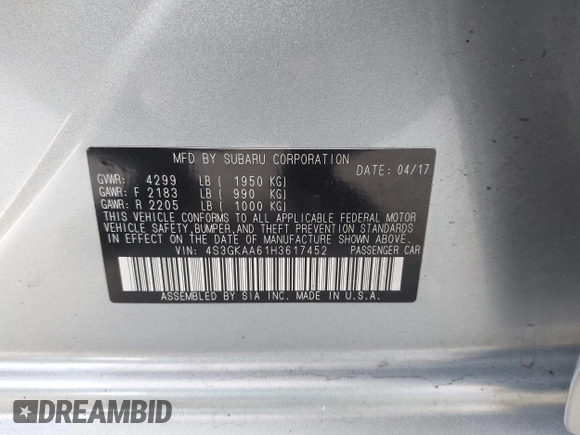 MFD BY SUBARU CORPORATION
DATE: 04/17
GVWR: 4299 LB ( 1950 KG)
GAWR: F 2183 LB ( 990 KG)
GAWR: R 2205 LB ( 1000 KG)
THIS VEHICLE CONFORMS TO ALL APPLICABLE FEDERAL MOTOR
VEHICLE SAFETY,BUMPER,AND THEFT PREVENTION STANDARDS
IN EFFECT ON THE DATE OF MANUFACTURE SHOWN ABOVE.
VIN: 4S3GKAA61H3617452 PASSENGER CAR
ASSEMBLED BY SIA INC. MADE IN U.S.A.
DREAMBID